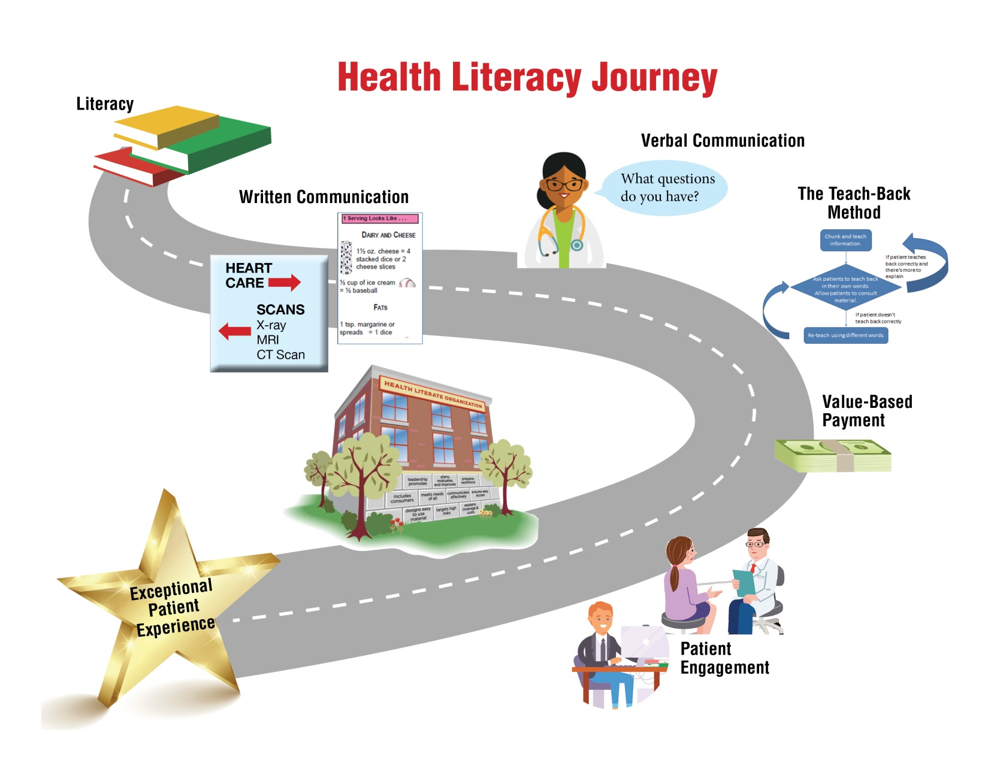 Health Literacy Journey
Literacy
Written Communication
1 Serving Looks Like . . .
DAIRY AND CHEESE
1½ oz. cheese = 4
stacked dice or 2
cheese slices
½ cup of ice cream
= ½ baseball
FATS
1 tsp. margarine or
spreads = 1 dice
HEART
CARE
SCANS
X-ray
MRI
CT Scan
Verbal Communication
What questions
do you have?
The Teach-Back
Method
Chunk and teach
information.
If patient teaches
back correctly and
there's more to
explain
Ask patients to teach back
in their own words.
Allow patients to consult
material.
If patient doesn't
teach back correctly
Re-teach using different words
Value-Based
Payment
HEALTH LITERATE ORGANIZATION
leadership
promotes
plans,
evaluates,
and improves
prepares
workforce
includes
consumers
meets needs
of all
communicates
effectively
ensures easy
access
designs easy
to use
material
targets high
risks
explains
coverage &
costs
Patient
Engagement
Exceptional
Patient
Experience